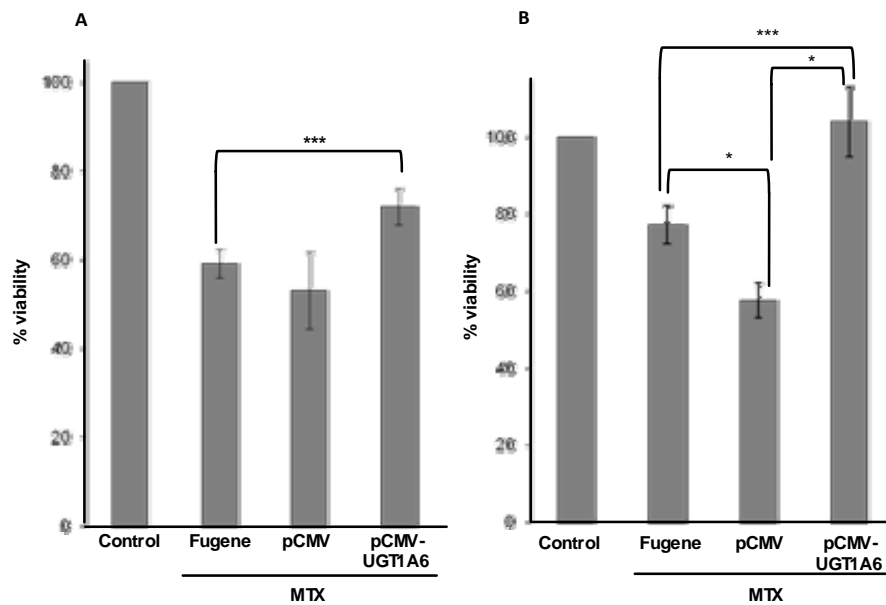 A
% viability
100
80
60
40
20
0
***
Control
Fugene
pCMV
pCMV-
UGT1A6
MTX
B
% viability
100
80
60
40
20
0
***
*
*
Control
Fugene
pCMV
pCMV-
UGT1A6
MTX